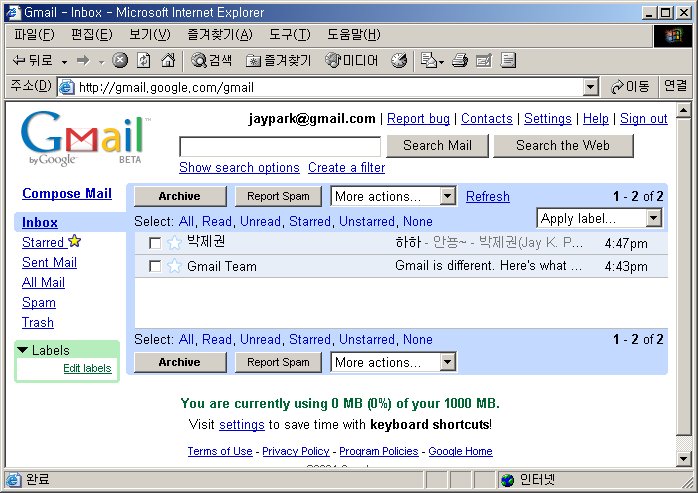 Gmail - Inbox - Microsoft Internet Explorer
파일(F) 편집(E) 보기(V) 즐겨찾기(A) 도구(T) 도움말(H)
뒤로 검색 즐겨찾기 미디어
주소(D) http://gmail.google.com/gmail 이동 연결
jaypark@gmail.com | Report bug | Contacts | Settings | Help | Sign out
Gmail by Google BETA
Search Mail Search the Web
Show search options Create a filter
Compose Mail
Archive Report Spam More actions... Refresh 1 - 2 of 2
Select: All, Read, Unread, Starred, Unstarred, None Apply label...
Inbox
Starred
Sent Mail
All Mail
Spam
Trash
Labels
Edit labels
박제권 하하 - 안뇽~ - 박제권(Jay K. P... 4:47pm
Gmail Team Gmail is different. Here's what ... 4:43pm
Select: All, Read, Unread, Starred, Unstarred, None 1 - 2 of 2
Archive Report Spam More actions...
You are currently using 0 MB (0%) of your 1000 MB.
Visit settings to save time with keyboard shortcuts!
Terms of Use - Privacy Policy - Program Policies - Google Home
완료 인터넷